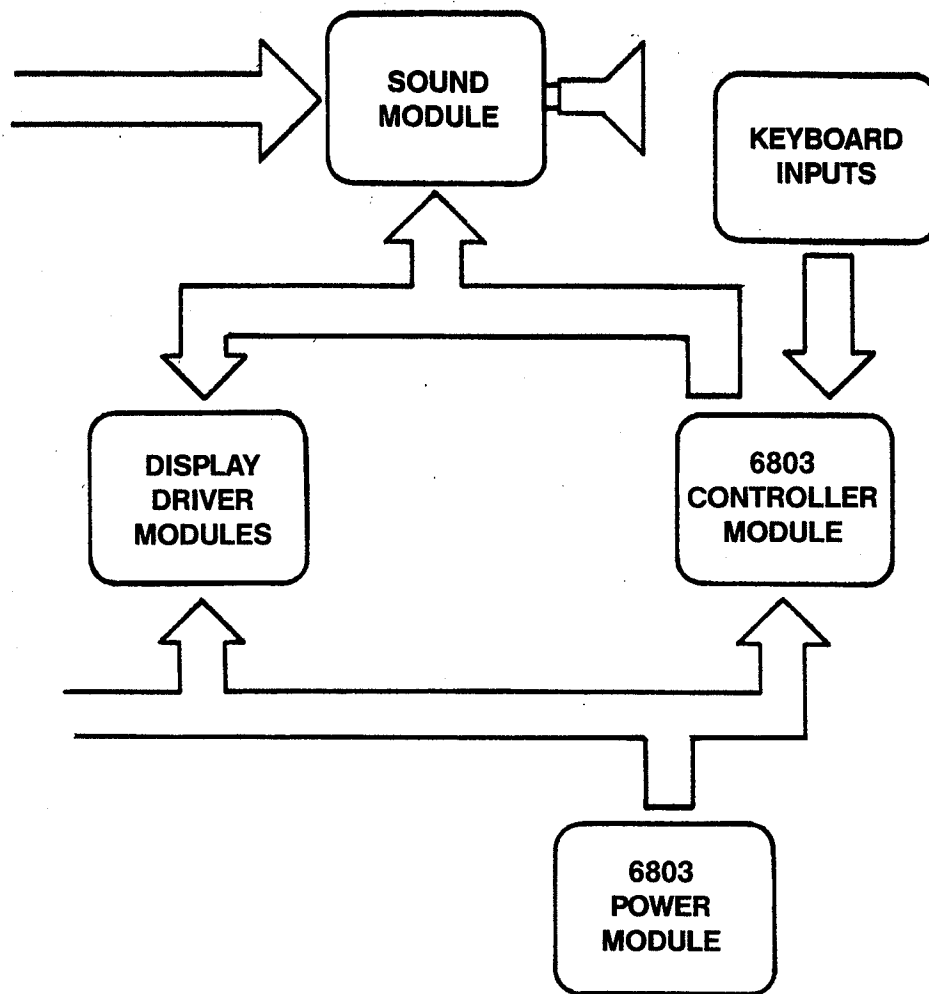 SOUND
MODULE
KEYBOARD
INPUTS
DISPLAY
DRIVER
MODULES
6803
CONTROLLER
MODULE
6803
POWER
MODULE